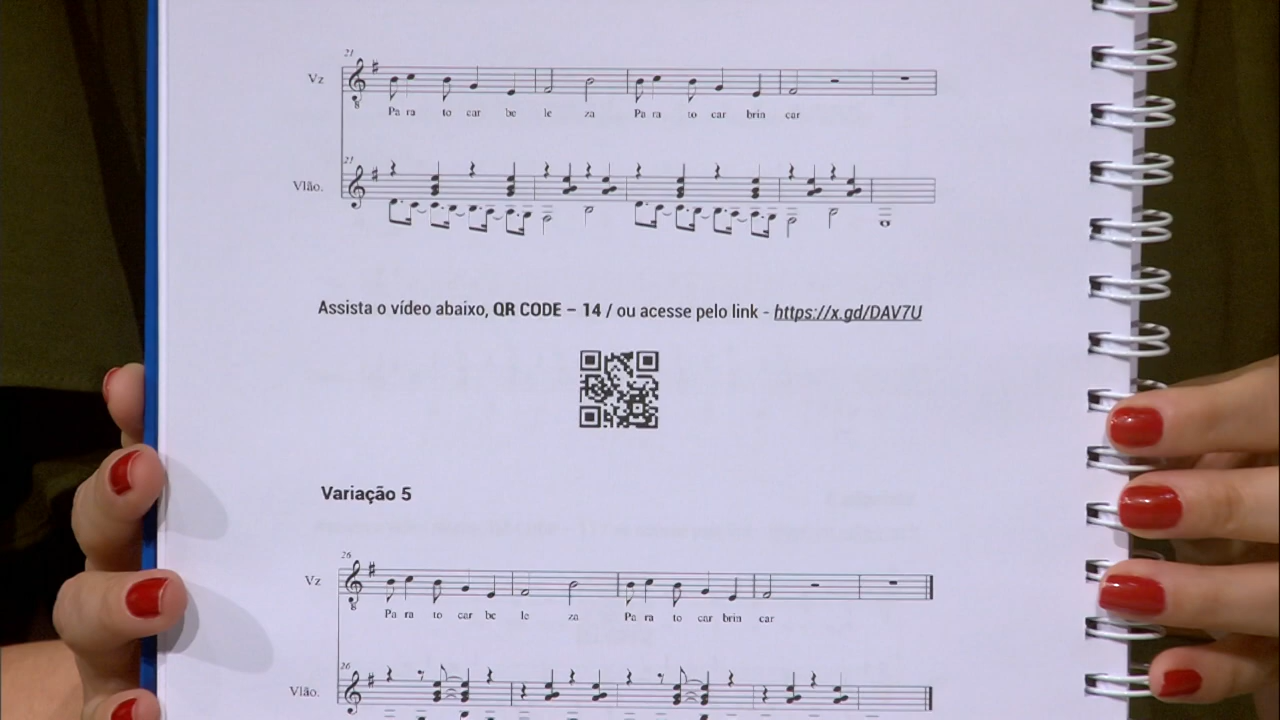 21
Vz
Pa ra to car be le za Pa ra to car brin car
21
Vlão.
Assista o vídeo abaixo, QR CODE – 14 / ou acesse pelo link - https://x.gd/DAV7U
Variação 5
26
Vz
Pa ra to car be le za Pa ra to car brin car
26
Vlão.